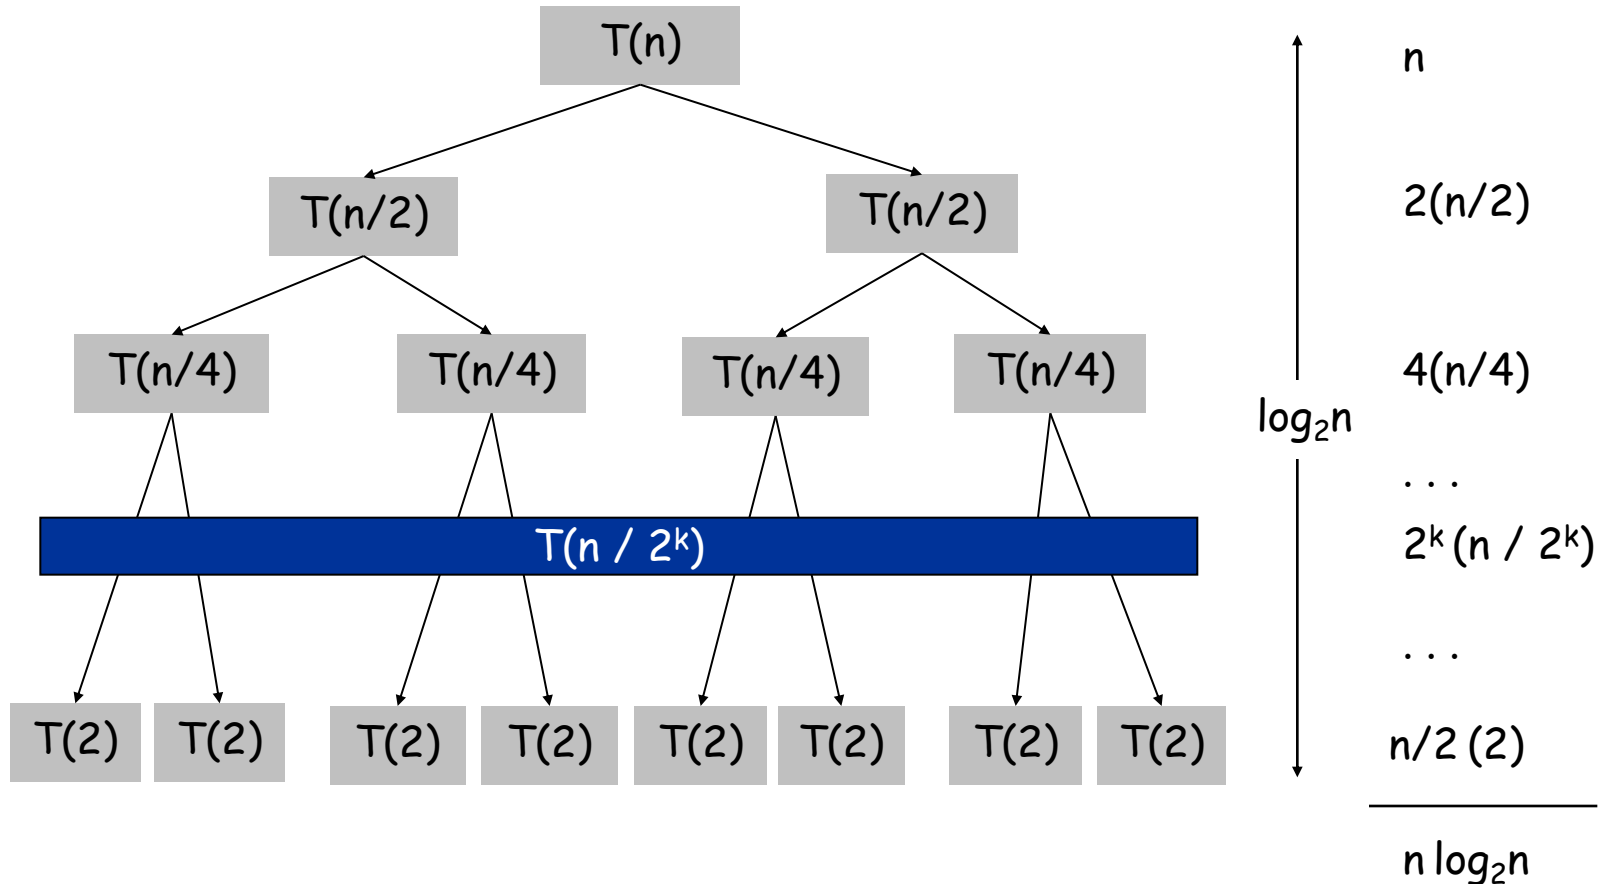 T(n)
n
T(n/2) T(n/2)
2(n/2)
T(n/4) T(n/4) T(n/4) T(n/4)
4(n/4)
log₂n
. . .
T(n / 2ᵏ)
2ᵏ (n / 2ᵏ)
. . .
T(2) T(2) T(2) T(2) T(2) T(2) T(2) T(2)
n/2 (2)
n log₂n